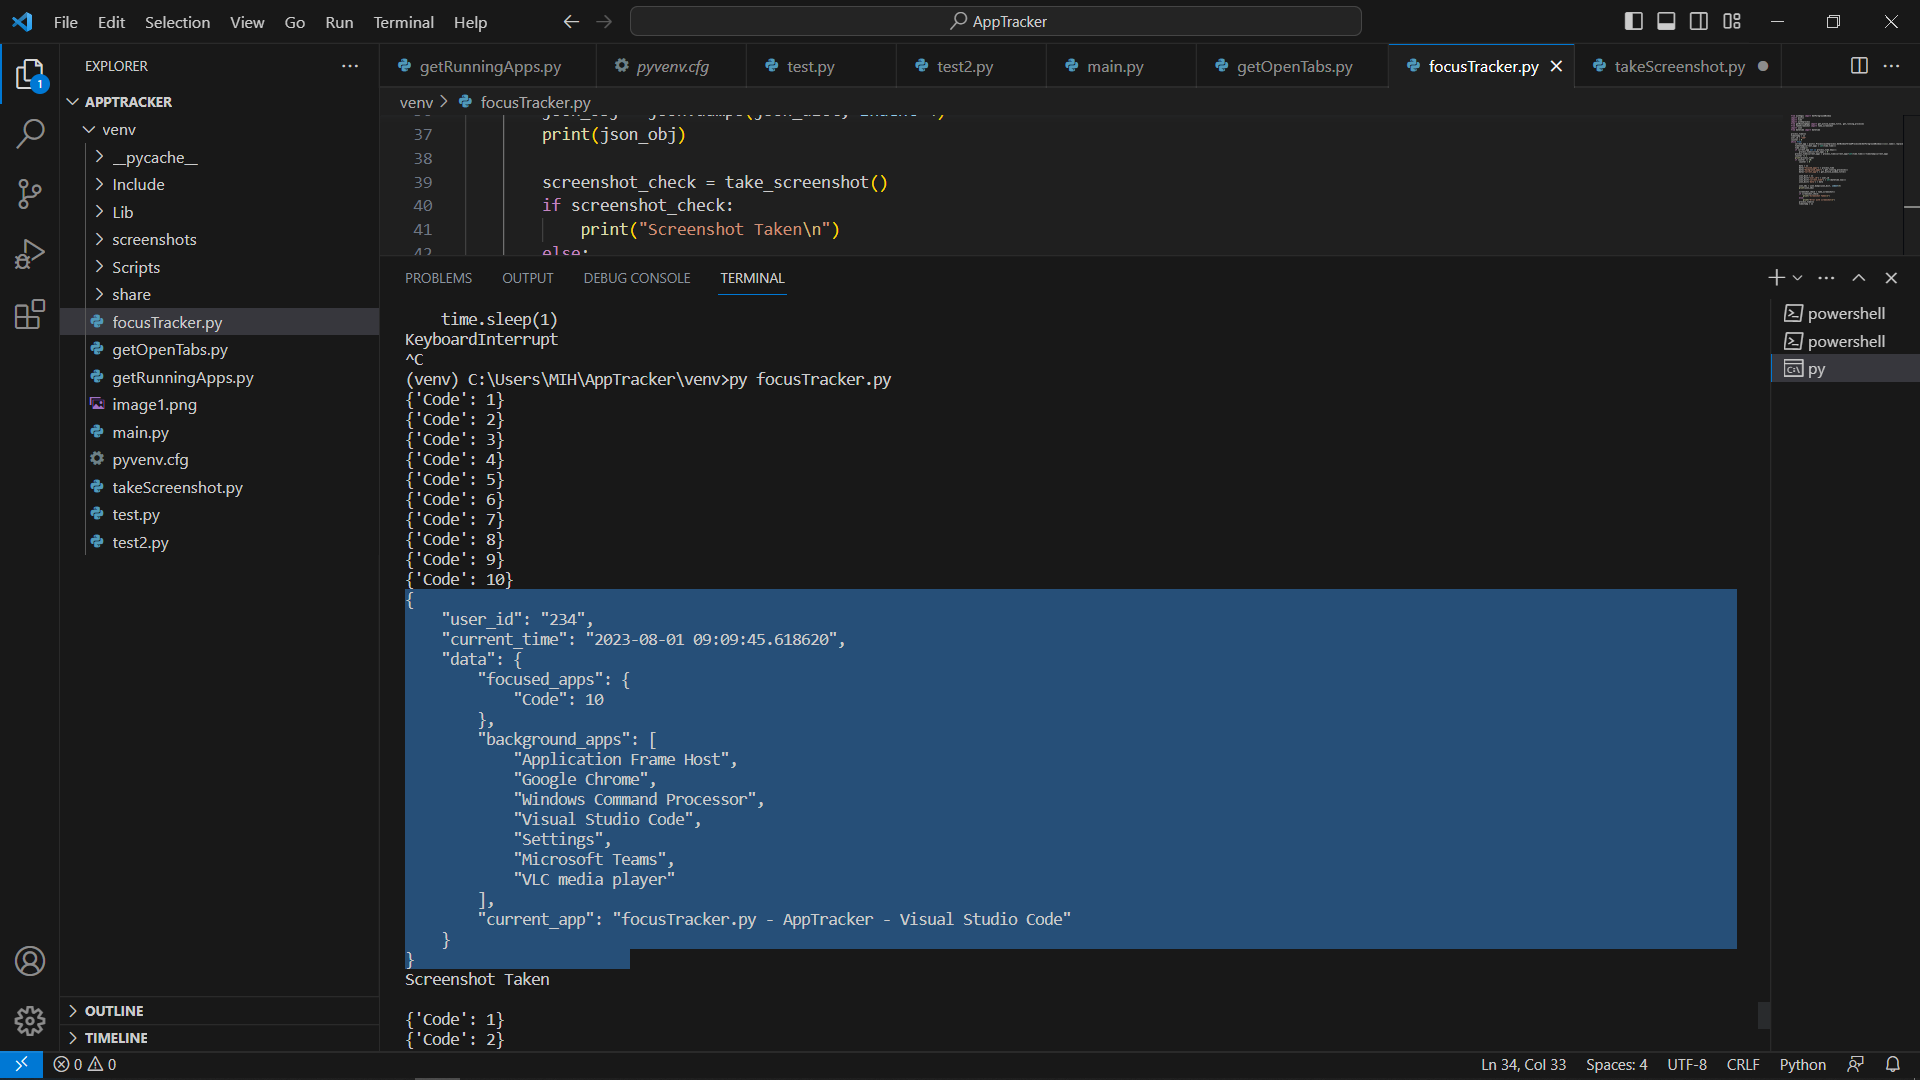 File Edit Selection View Go Run Terminal Help
AppTracker
EXPLORER
getRunningApps.py
pyvenv.cfg
test.py
test2.py
main.py
getOpenTabs.py
focusTracker.py
takeScreenshot.py
1
APPTRACKER
venv
__pycache__
Include
Lib
screenshots
Scripts
share
focusTracker.py
getOpenTabs.py
getRunningApps.py
image1.png
main.py
pyvenv.cfg
takeScreenshot.py
test.py
test2.py
OUTLINE
TIMELINE
venv > focusTracker.py
37 print(json_obj)
38
39 screenshot_check = take_screenshot()
40 if screenshot_check:
41 print("Screenshot Taken\n")
42 else:
PROBLEMS OUTPUT DEBUG CONSOLE TERMINAL
time.sleep(1)
KeyboardInterrupt
^C
(venv) C:\Users\MIH\AppTracker\venv>py focusTracker.py
{'Code': 1}
{'Code': 2}
{'Code': 3}
{'Code': 4}
{'Code': 5}
{'Code': 6}
{'Code': 7}
{'Code': 8}
{'Code': 9}
{'Code': 10}
{
"user_id": "234",
"current_time": "2023-08-01 09:09:45.618620",
"data": {
"focused_apps": {
"Code": 10
},
"background_apps": [
"Application Frame Host",
"Google Chrome",
"Windows Command Processor",
"Visual Studio Code",
"Settings",
"Microsoft Teams",
"VLC media player"
],
"current_app": "focusTracker.py - AppTracker - Visual Studio Code"
}
}
Screenshot Taken
{'Code': 1}
{'Code': 2}
powershell
powershell
py
0 0
Ln 34, Col 33 Spaces: 4 UTF-8 CRLF Python